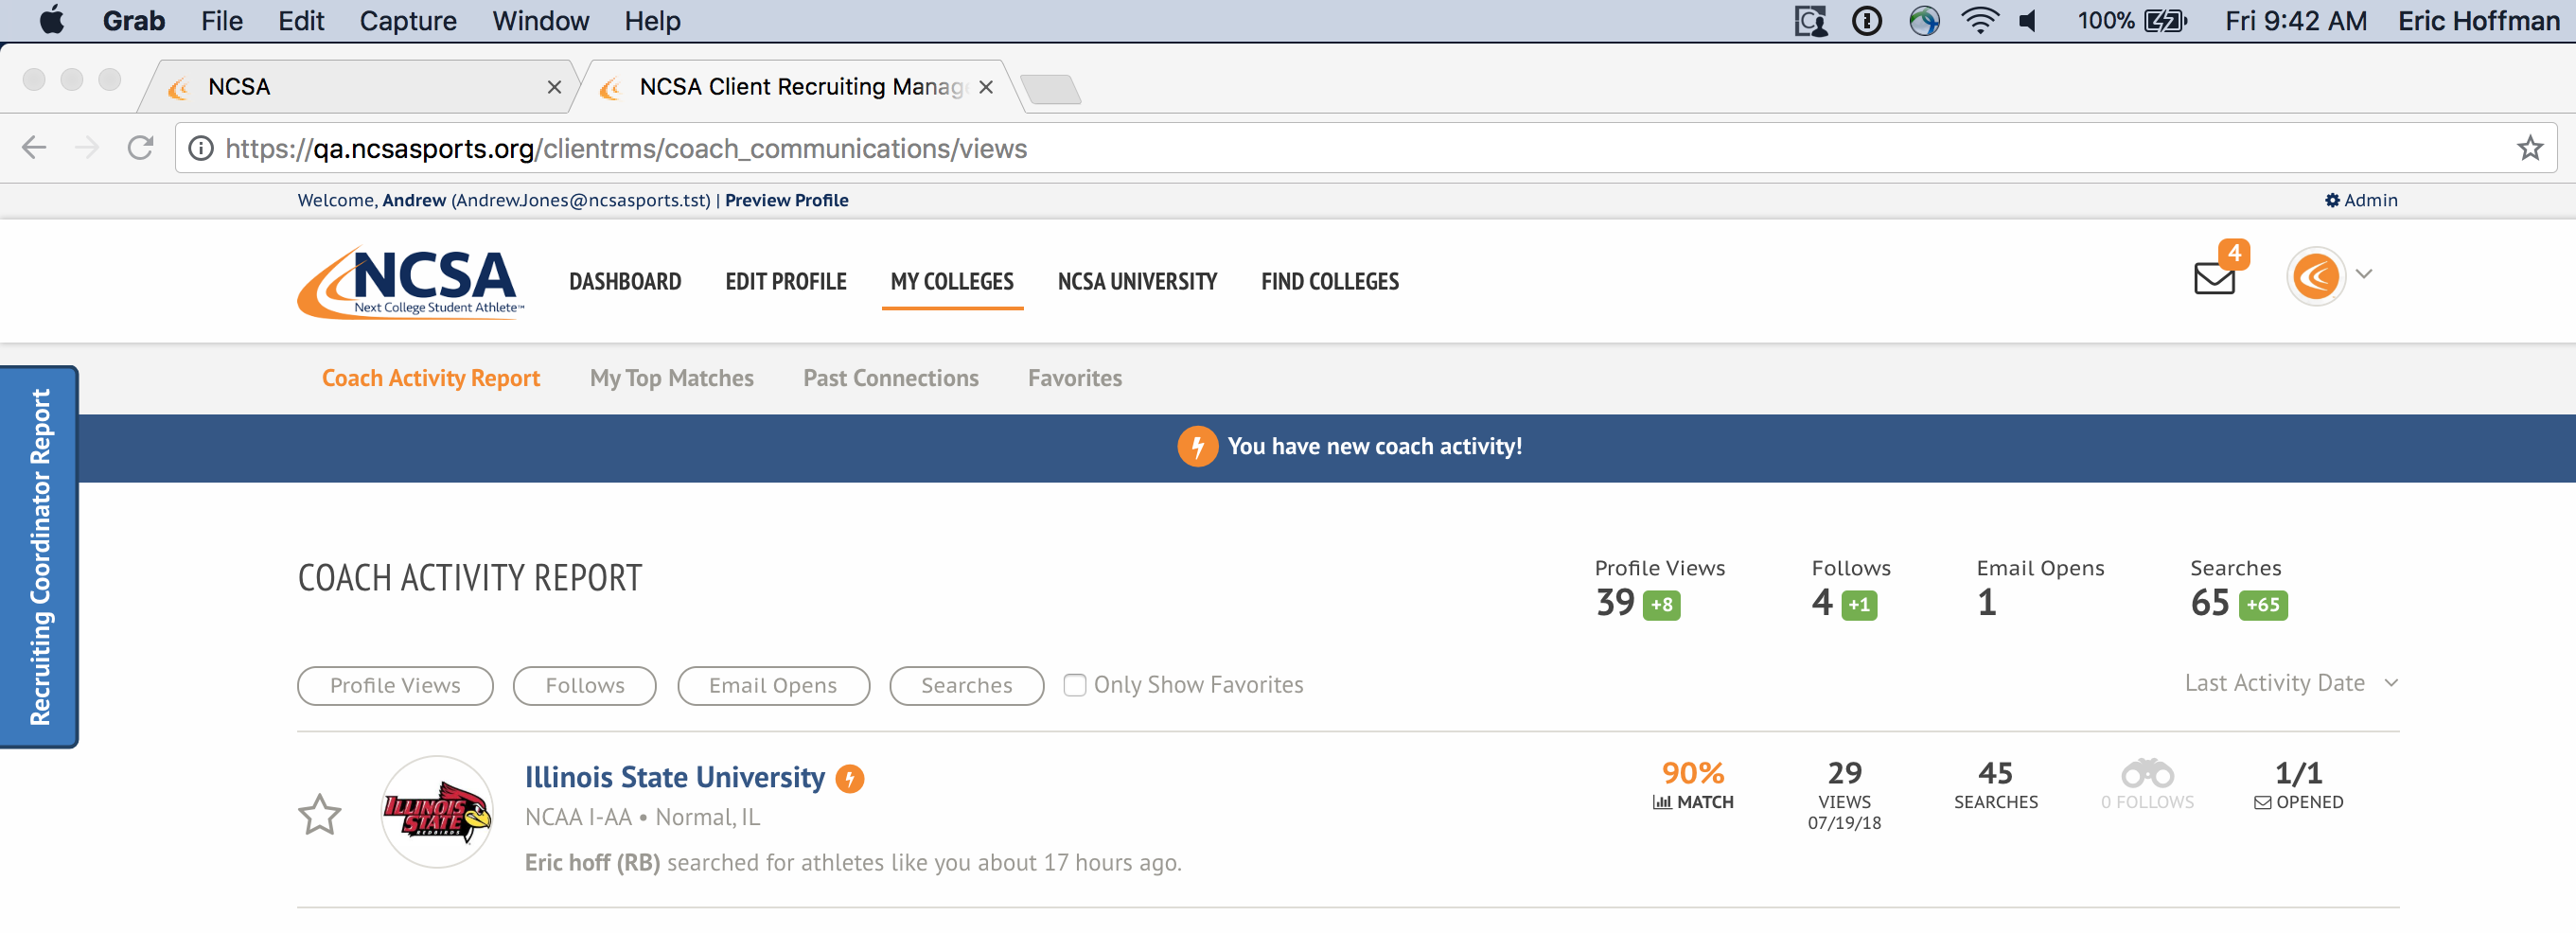 Grab File Edit Capture Window Help 100% Fri 9:42 AM Eric Hoffman
NCSA NCSA Client Recruiting Manag
https://qa.ncsasports.org/clientrms/coach_communications/views
Welcome, Andrew (AndrewJones@ncsasports.tst) | Preview Profile Admin
NCSA
Next College Student Athlete™
DASHBOARD EDIT PROFILE MY COLLEGES NCSA UNIVERSITY FIND COLLEGES 4
Coach Activity Report My Top Matches Past Connections Favorites
Recruiting Coordinator Report
You have new coach activity!
COACH ACTIVITY REPORT
Profile Views Follows Email Opens Searches
39 +8 4 +1 1 65 +65
Profile Views Follows Email Opens Searches Only Show Favorites Last Activity Date
ILLINOIS
STATE
REDBIRDS
Illinois State University
NCAA I-AA • Normal, IL
Eric hoff (RB) searched for athletes like you about 17 hours ago.
90% 29 45 1/1
MATCH VIEWS SEARCHES 0 FOLLOWS OPENED
07/19/18